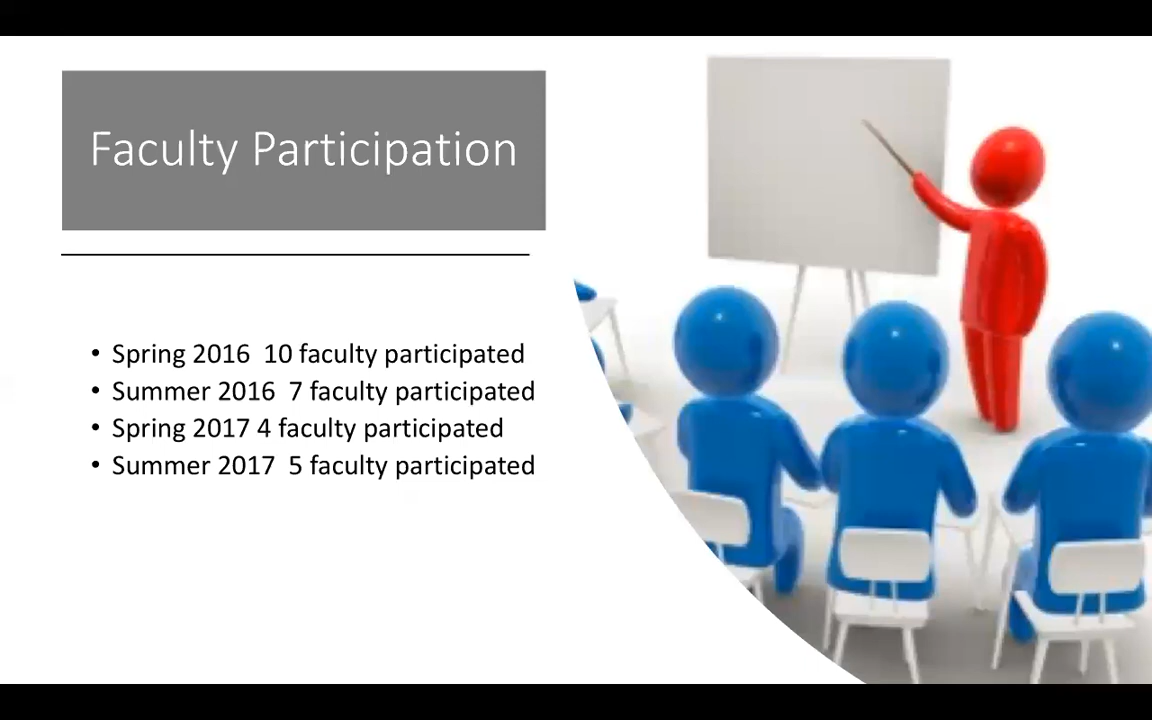 Faculty Participation
• Spring 2016  10 faculty participated
• Summer 2016  7 faculty participated
• Spring 2017 4 faculty participated
• Summer 2017  5 faculty participated